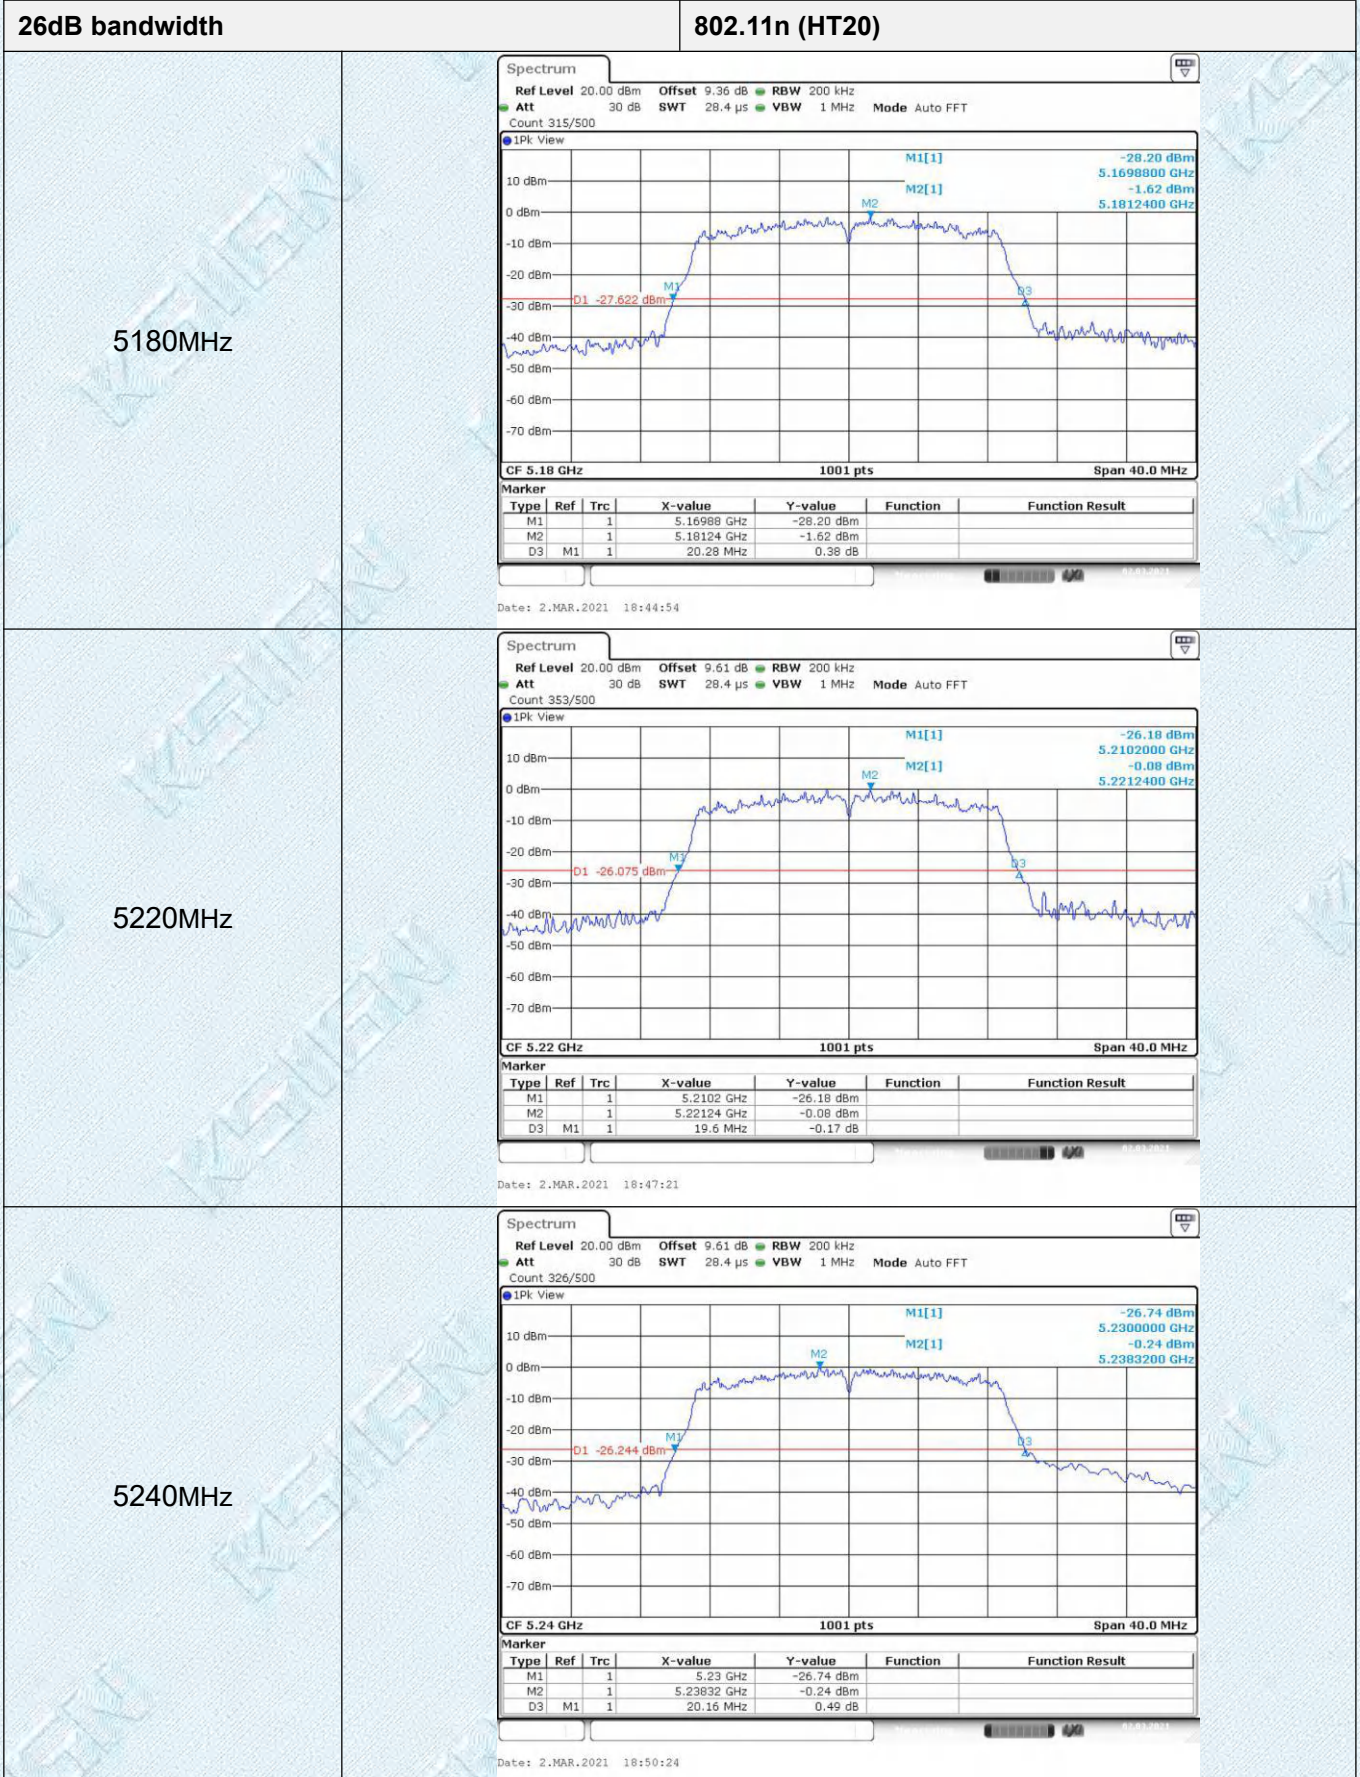 26dB bandwidth 802.11n (HT20)
5180MHz
Spectrum
Ref Level 20.00 dBm Offset 9.36 dB RBW 200 kHz
Att 30 dB SWT 28.4 µs VBW 1 MHz Mode Auto FFT
Count 315/500
1Pk View
M1[1] -28.20 dBm
5.1698800 GHz
M2[1] -1.62 dBm
5.1812400 GHz
10 dBm
M2
0 dBm
-10 dBm
-20 dBm
M1
D3
D1 -27.622 dBm
-30 dBm
-40 dBm
-50 dBm
-60 dBm
-70 dBm
CF 5.18 GHz 1001 pts Span 40.0 MHz
Marker
Type Ref Trc X-value Y-value Function Function Result
M1 1 5.16988 GHz -28.20 dBm
M2 1 5.18124 GHz -1.62 dBm
D3 M1 1 20.28 MHz 0.38 dB
02.03.2021
Date: 2.MAR.2021 18:44:54
5220MHz
Spectrum
Ref Level 20.00 dBm Offset 9.61 dB RBW 200 kHz
Att 30 dB SWT 28.4 µs VBW 1 MHz Mode Auto FFT
Count 353/500
1Pk View
M1[1] -26.18 dBm
5.2102000 GHz
M2[1] -0.08 dBm
5.2212400 GHz
10 dBm
M2
0 dBm
-10 dBm
-20 dBm
M1
D3
D1 -26.075 dBm
-30 dBm
-40 dBm
-50 dBm
-60 dBm
-70 dBm
CF 5.22 GHz 1001 pts Span 40.0 MHz
Marker
Type Ref Trc X-value Y-value Function Function Result
M1 1 5.2102 GHz -26.18 dBm
M2 1 5.22124 GHz -0.08 dBm
D3 M1 1 19.6 MHz -0.17 dB
02.03.2021
Date: 2.MAR.2021 18:47:21
5240MHz
Spectrum
Ref Level 20.00 dBm Offset 9.61 dB RBW 200 kHz
Att 30 dB SWT 28.4 µs VBW 1 MHz Mode Auto FFT
Count 326/500
1Pk View
M1[1] -26.74 dBm
5.2300000 GHz
M2[1] -0.24 dBm
5.2383200 GHz
10 dBm
M2
0 dBm
-10 dBm
-20 dBm
M1
D3
D1 -26.244 dBm
-30 dBm
-40 dBm
-50 dBm
-60 dBm
-70 dBm
CF 5.24 GHz 1001 pts Span 40.0 MHz
Marker
Type Ref Trc X-value Y-value Function Function Result
M1 1 5.23 GHz -26.74 dBm
M2 1 5.23832 GHz -0.24 dBm
D3 M1 1 20.16 MHz 0.49 dB
02.03.2021
Date: 2.MAR.2021 18:50:24